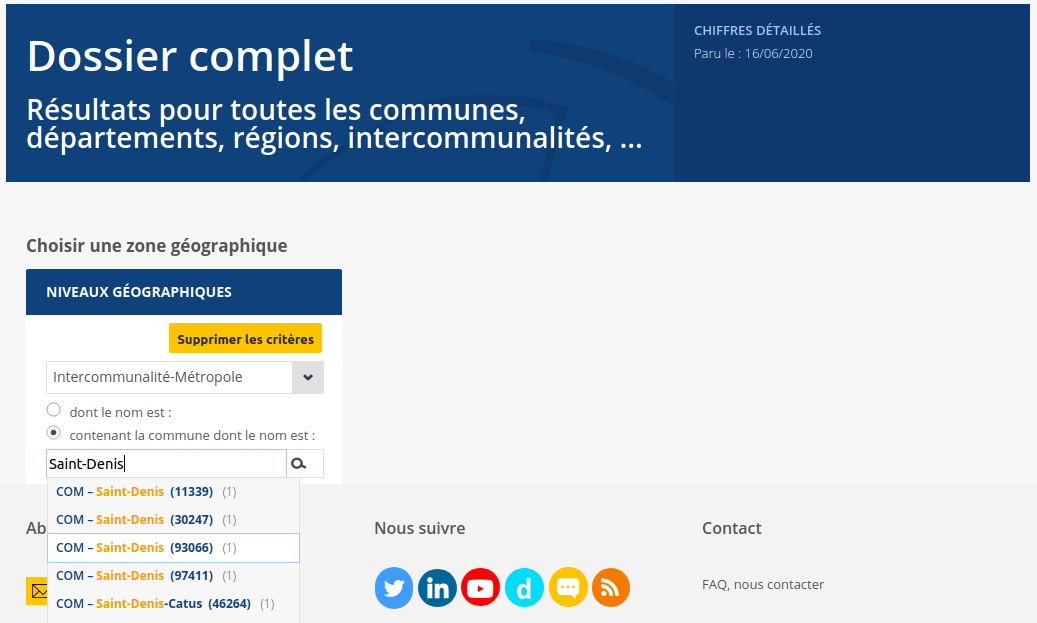 Dossier complet
Résultats pour toutes les communes,
départements, régions, intercommunalités, ...
CHIFFRES DÉTAILLÉS
Paru le : 16/06/2020
Choisir une zone géographique
NIVEAUX GÉOGRAPHIQUES
Supprimer les critères
Intercommunalité-Métropole
dont le nom est :
contenant la commune dont le nom est :
Saint-Denis
COM – Saint-Denis (11339) (1)
COM – Saint-Denis (30247) (1)
COM – Saint-Denis (93066) (1)
COM – Saint-Denis (97411) (1)
COM – Saint-Denis-Catus (46264) (1)
Ab
Nous suivre
in
d
Contact
FAQ, nous contacter